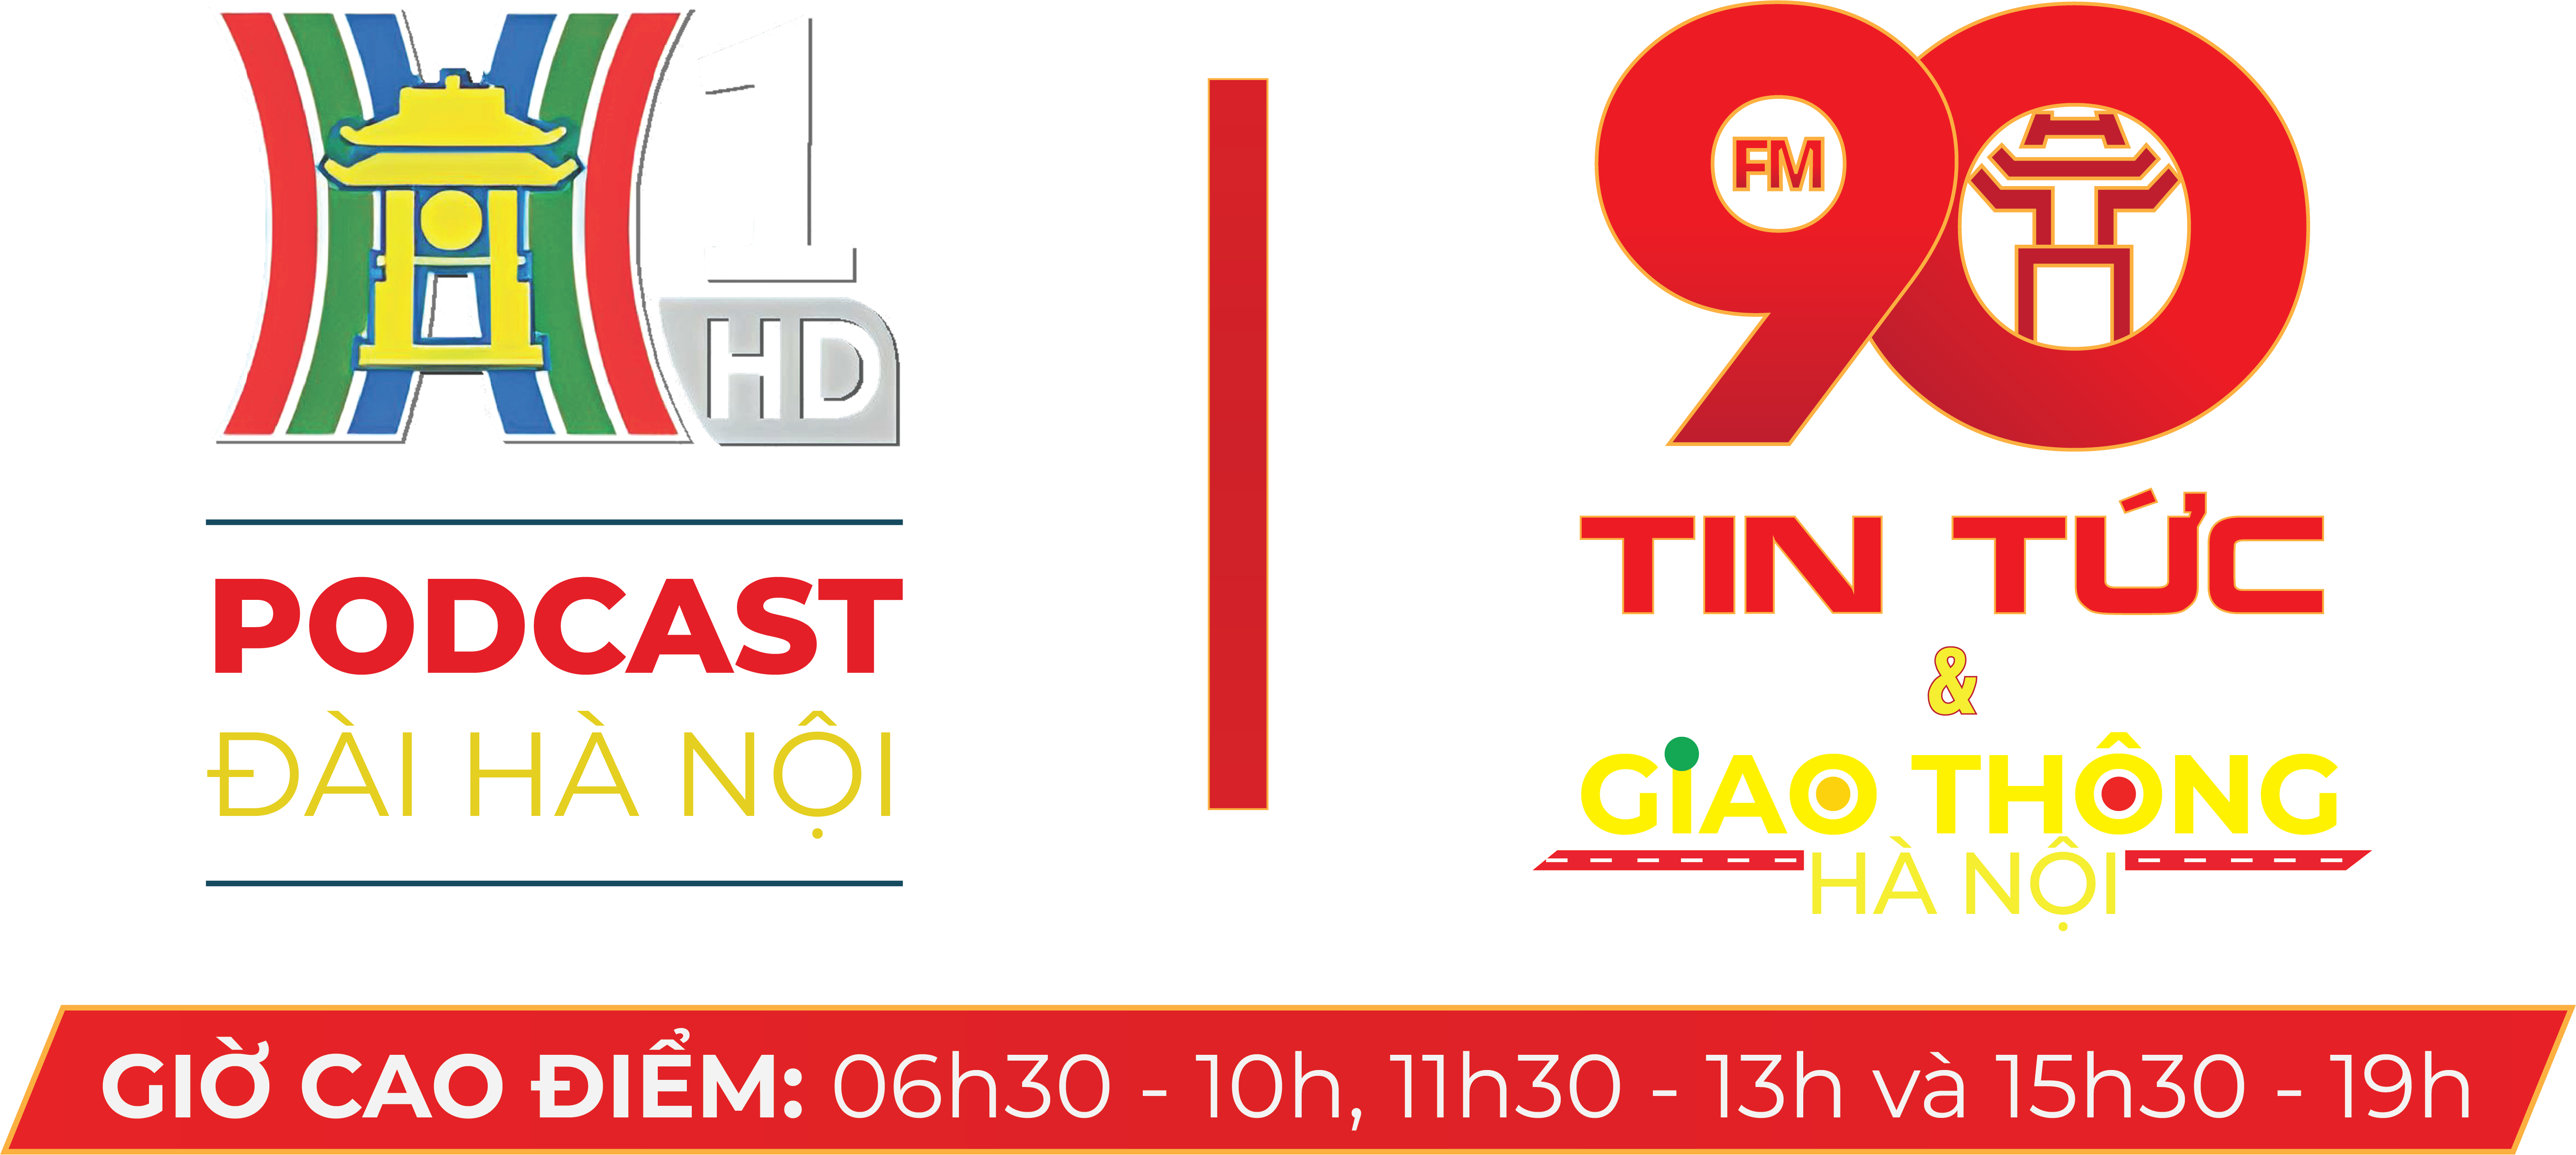 1
HD
PODCAST
ĐÀI HÀ NỘI
90
FM
TIN TỨC
&
GIAO THÔNG
HÀ NỘI
GIỜ CAO ĐIỂM: 06h30 - 10h, 11h30 - 13h và 15h30 - 19h